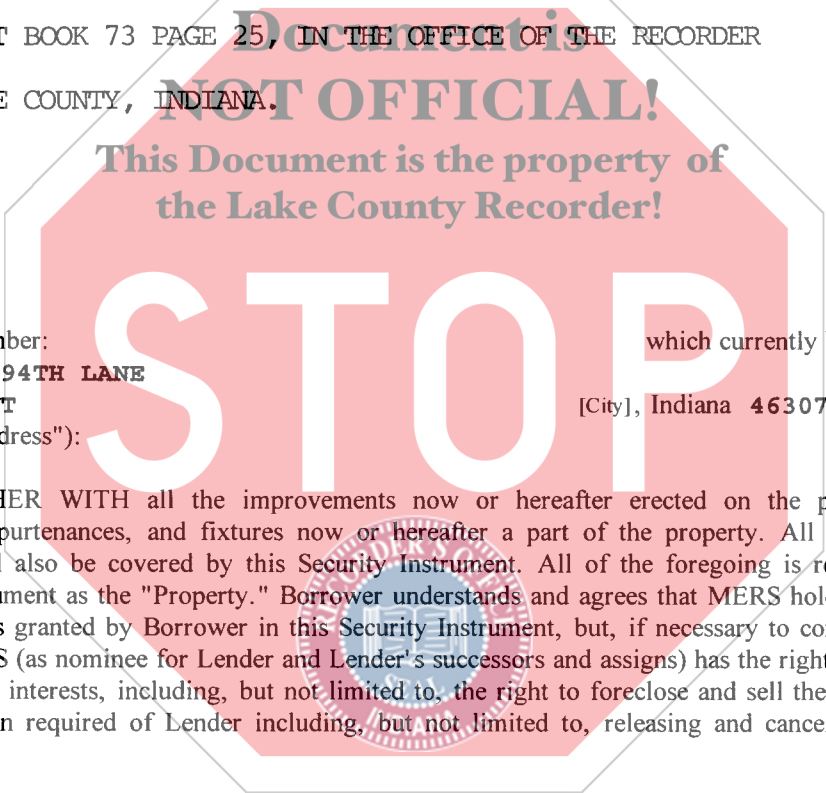 T BOOK 73 PAGE 25, IN THE OFFICE OF THE RECORDER
Document is
E COUNTY, INDIANA.
NOT OFFICIAL!
This Document is the property of
the Lake County Recorder!
STOP
nber:
which currently
94TH LANE
T
[City], Indiana 46307
dress"):
HER WITH all the improvements now or hereafter erected on the p
purtenances, and fixtures now or hereafter a part of the property. All
l also be covered by this Security Instrument. All of the foregoing is re
ument as the "Property." Borrower understands and agrees that MERS hol
s granted by Borrower in this Security Instrument, but, if necessary to co
S (as nominee for Lender and Lender's successors and assigns) has the right
interests, including, but not limited to, the right to foreclose and sell the
n required of Lender including, but not limited to, releasing and cance
RECORDER'S OFFICE
SEAL
INDIANA